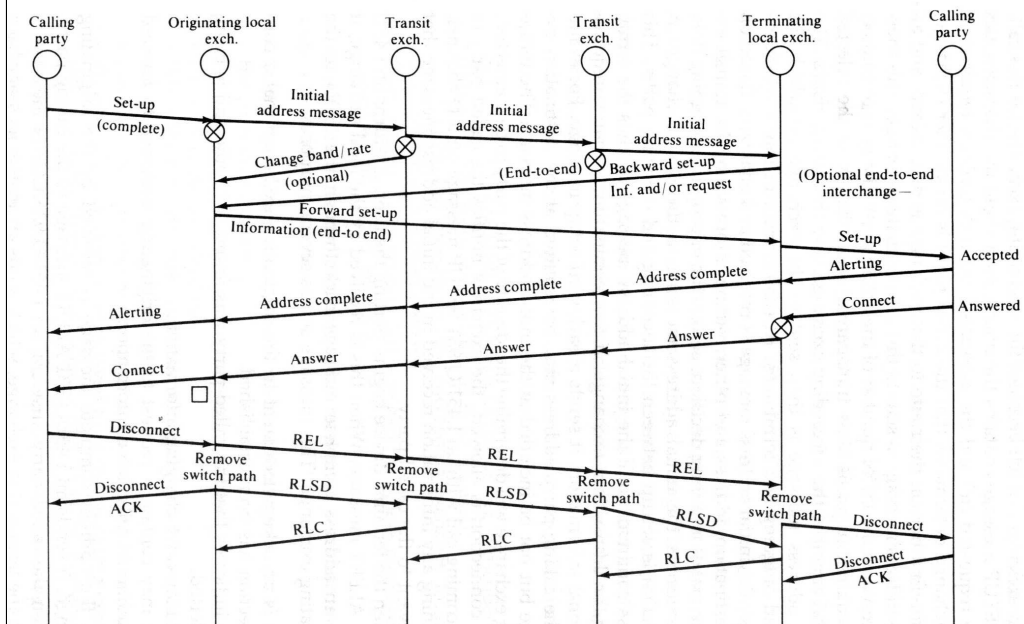 Calling
party
Originating local
exch.
Transit
exch.
Transit
exch.
Terminating
local exch.
Calling
party
Set-up
(complete)
Initial
address message
Initial
address message
Initial
address message
Change band/rate
(optional)
(End-to-end)
Backward set-up
Inf. and/or request
(Optional end-to-end
interchange—
Forward set-up
Information (end-to end)
Set-up
Accepted
Alerting
Address complete
Address complete
Address complete
Alerting
Connect
Answered
Answer
Answer
Answer
Connect
Disconnect
REL
REL
REL
Remove
switch path
Remove
switch path
Remove
switch path
Remove
switch path
Disconnect
ACK
RLSD
RLSD
RLSD
Disconnect
RLC
RLC
RLC
Disconnect
ACK